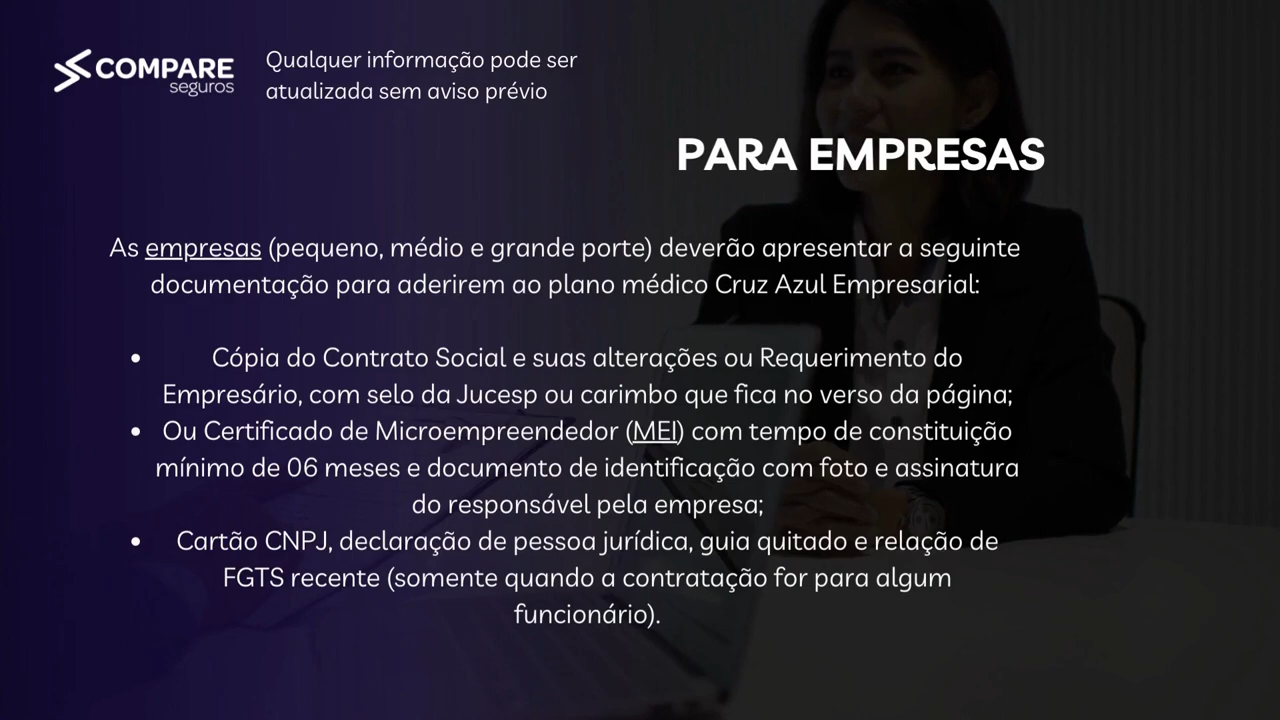 COMPARE
seguros
Qualquer informação pode ser
atualizada sem aviso prévio
PARA EMPRESAS
As empresas (pequeno, médio e grande porte) deverão apresentar a seguinte
documentação para aderirem ao plano médico Cruz Azul Empresarial:
• Cópia do Contrato Social e suas alterações ou Requerimento do
Empresário, com selo da Jucesp ou carimbo que fica no verso da página;
• Ou Certificado de Microempreendedor (MEI) com tempo de constituição
mínimo de 06 meses e documento de identificação com foto e assinatura
do responsável pela empresa;
• Cartão CNPJ, declaração de pessoa jurídica, guia quitado e relação de
FGTS recente (somente quando a contratação for para algum
funcionário).